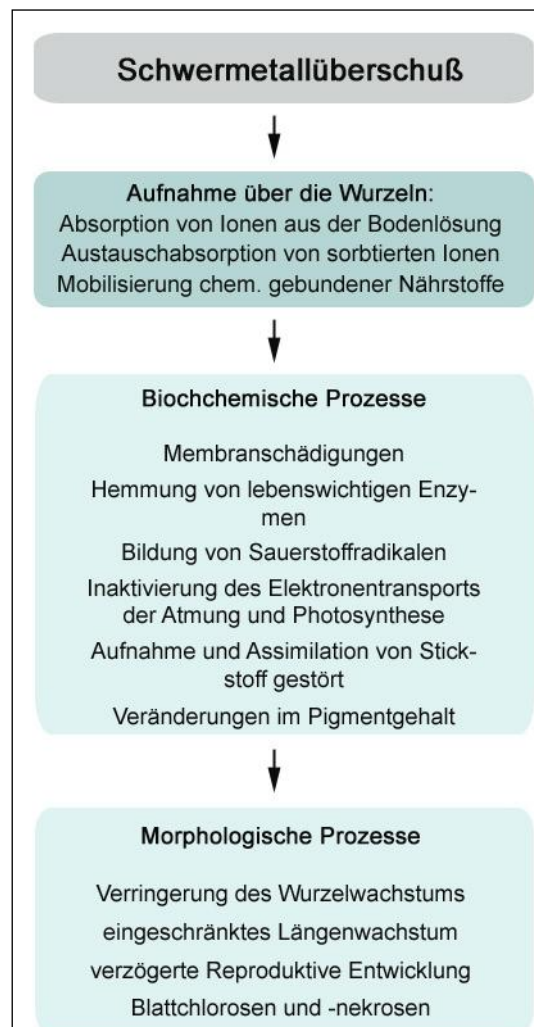 Schwermetallüberschuß
Aufnahme über die Wurzeln:
Absorption von Ionen aus der Bodenlösung
Austauschabsorption von sorbtierten Ionen
Mobilisierung chem. gebundener Nährstoffe
Biochchemische Prozesse
Membranschädigungen
Hemmung von lebenswichtigen Enzy-
men
Bildung von Sauerstoffradikalen
Inaktivierung des Elektronentransports
der Atmung und Photosynthese
Aufnahme und Assimilation von Stick-
stoff gestört
Veränderungen im Pigmentgehalt
Morphologische Prozesse
Verringerung des Wurzelwachstums
eingeschränktes Längenwachstum
verzögerte Reproduktive Entwicklung
Blattchlorosen und -nekrosen